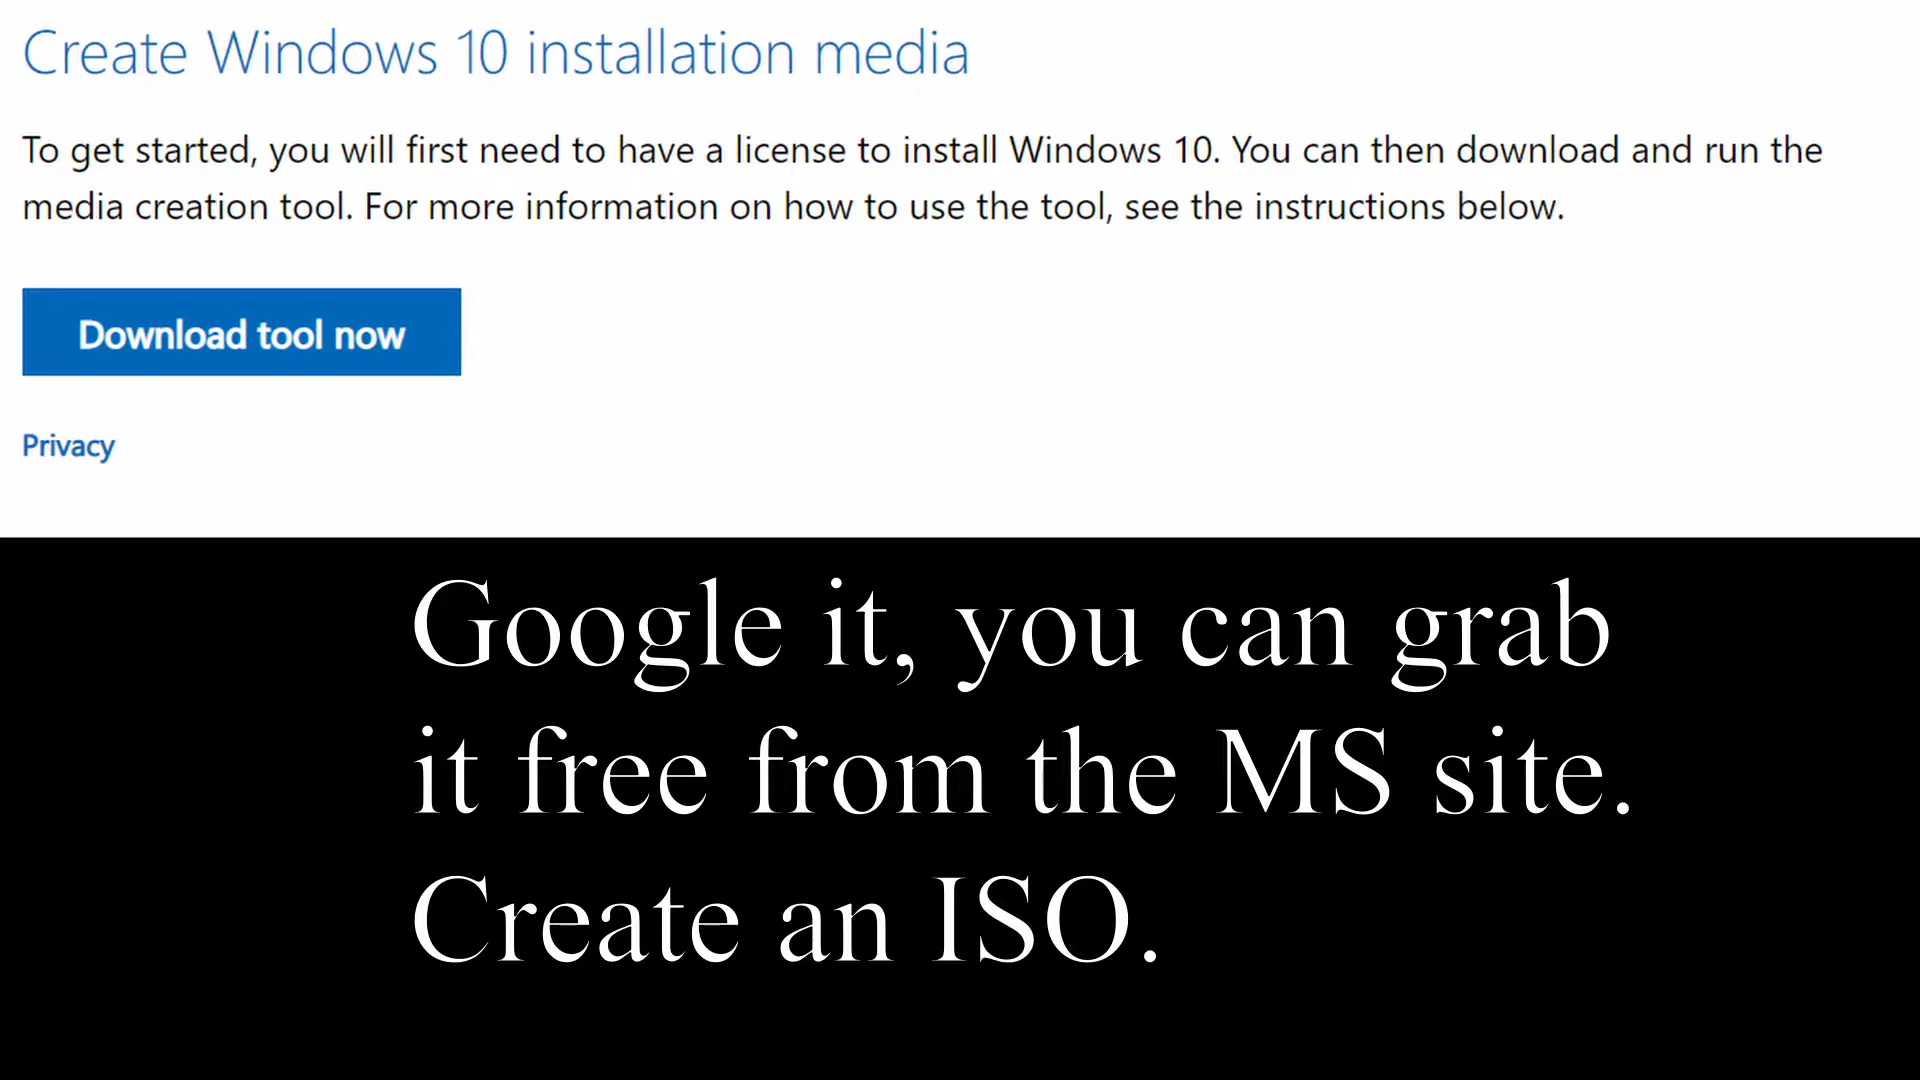 Create Windows 10 installation media
To get started, you will first need to have a license to install Windows 10. You can then download and run the
media creation tool. For more information on how to use the tool, see the instructions below.
Download tool now
Privacy
Google it, you can grab
it free from the MS site.
Create an ISO.